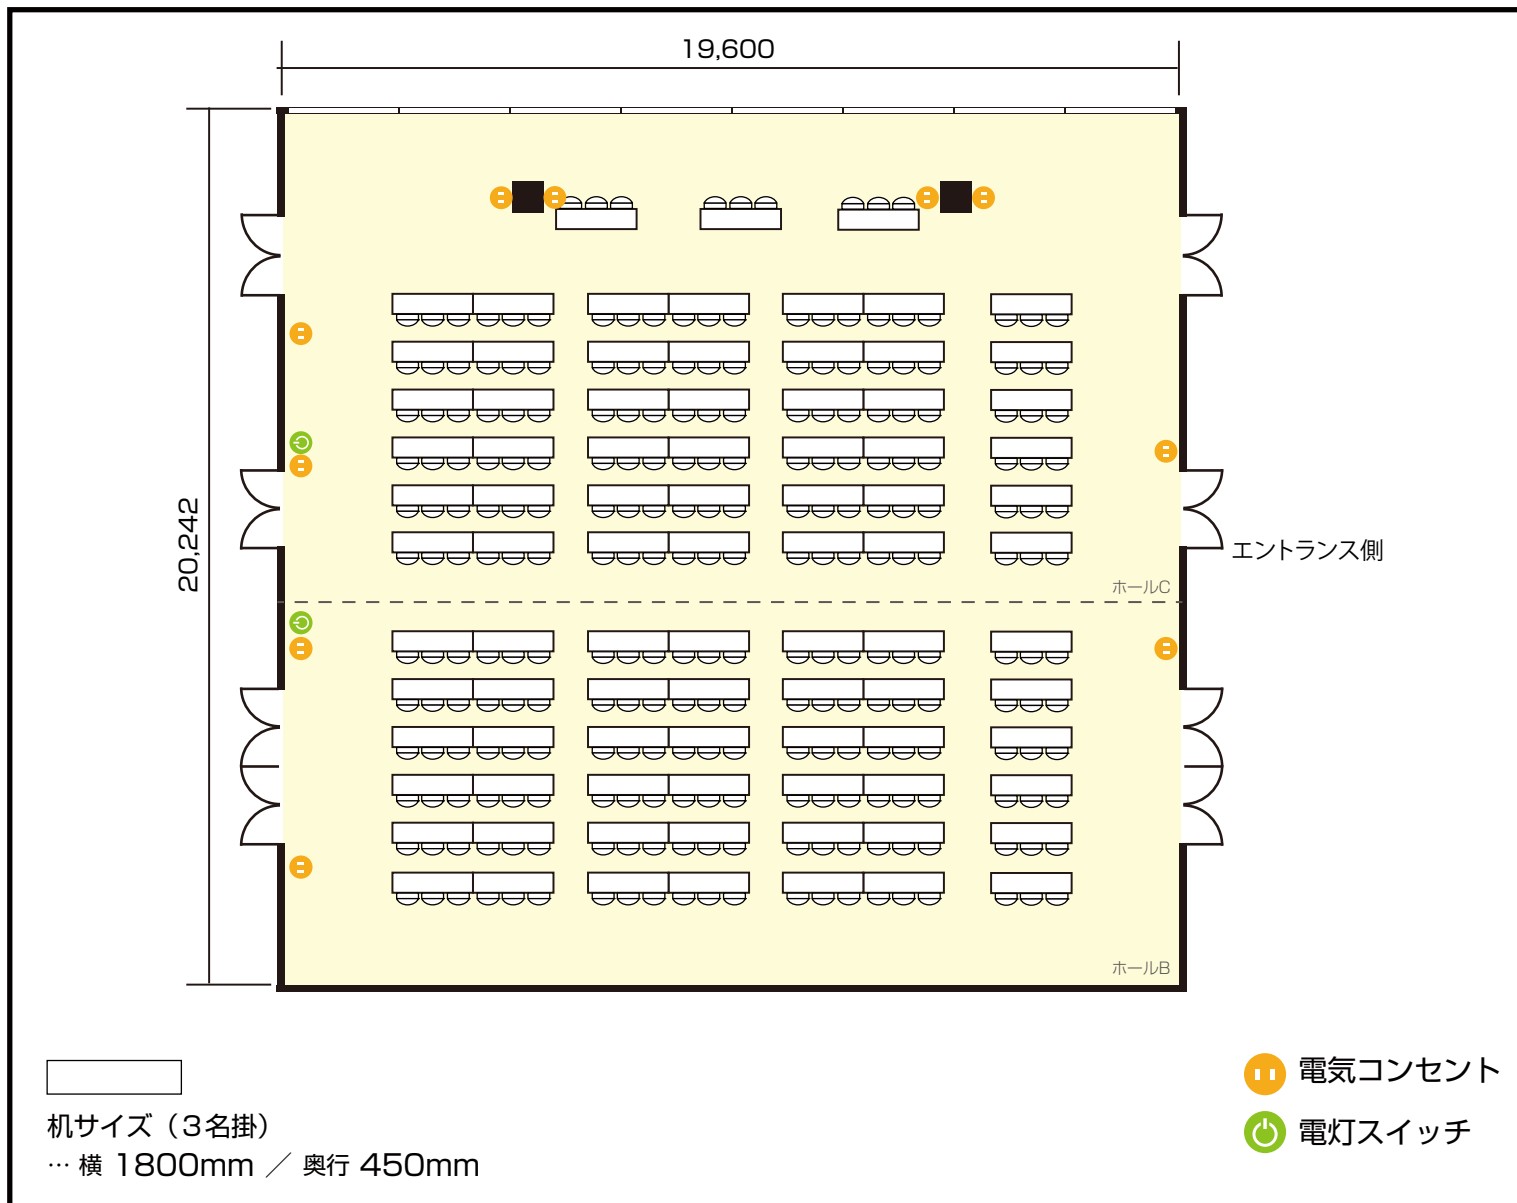 19,600
20,242
エントランス側
ホールC
ホールB
机サイズ（３名掛）
… 横 1800mm ／ 奥行 450mm
電気コンセント
電灯スイッチ